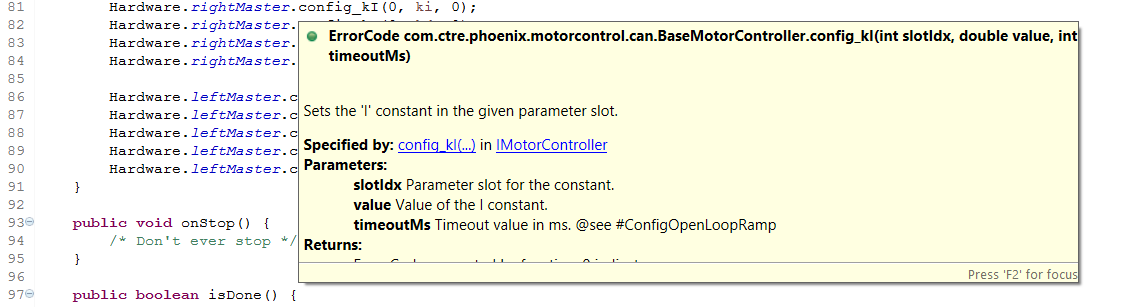 81 Hardware.rightMaster.config_kI(0, ki, 0);
82 Hardware.rightMaster.
83 Hardware.rightMaster.
84 Hardware.rightMaster.
85
86 Hardware.leftMaster.c
87 Hardware.leftMaster.c
88 Hardware.leftMaster.c
89 Hardware.leftMaster.c
90 Hardware.leftMaster.c
91 }
92
93 public void onStop() {
94 /* Don't ever stop */
95 }
96
97 public boolean isDone() {
ErrorCode com.ctre.phoenix.motorcontrol.can.BaseMotorController.config_kI(int slotIdx, double value, int
timeoutMs)
Sets the 'I' constant in the given parameter slot.
Specified by: config_kI(...) in IMotorController
Parameters:
slotIdx Parameter slot for the constant.
value Value of the I constant.
timeoutMs Timeout value in ms. @see #ConfigOpenLoopRamp
Returns:
Press 'F2' for focus